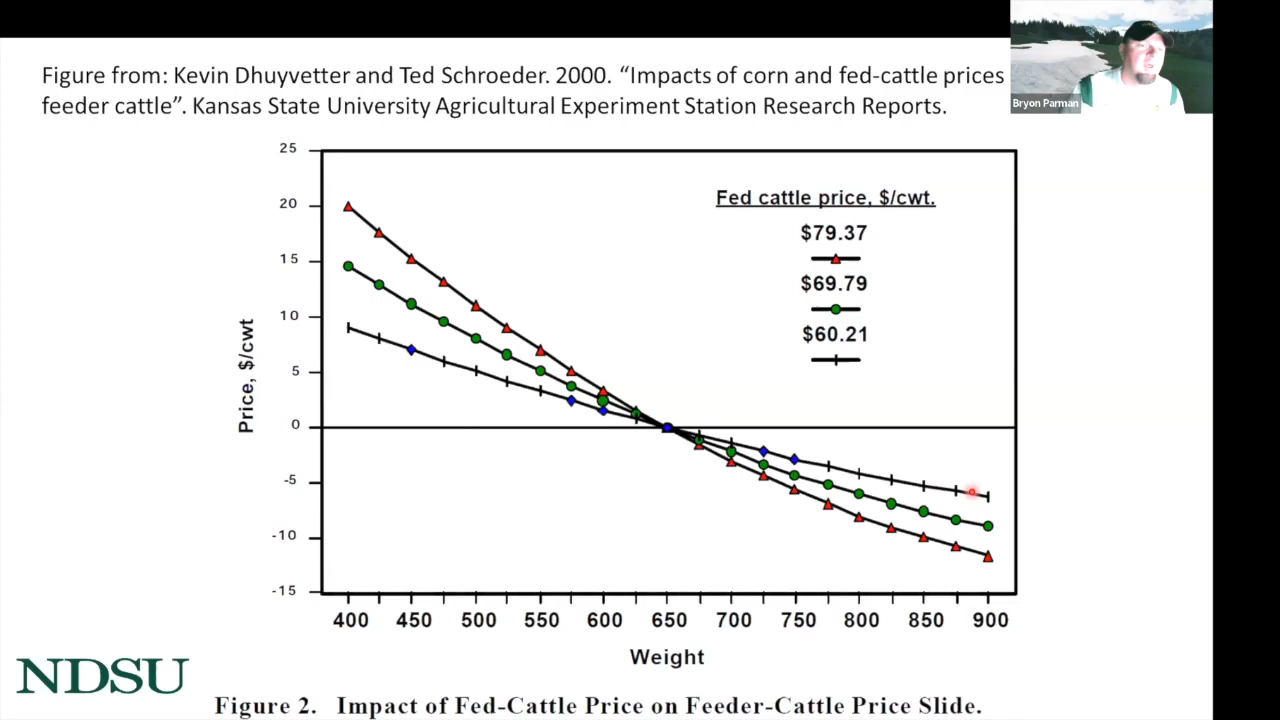 Figure from: Kevin Dhuyvetter and Ted Schroeder. 2000. “Impacts of corn and fed-cattle prices
feeder cattle”. Kansas State University Agricultural Experiment Station Research Reports.
Bryon Parman
25
20
15
10
5
0
-5
-10
-15
Price, $/cwt
Fed cattle price, $/cwt.
$79.37
$69.79
$60.21
400 450 500 550 600 650 700 750 800 850 900
Weight
NDSU
Figure 2. Impact of Fed-Cattle Price on Feeder-Cattle Price Slide.